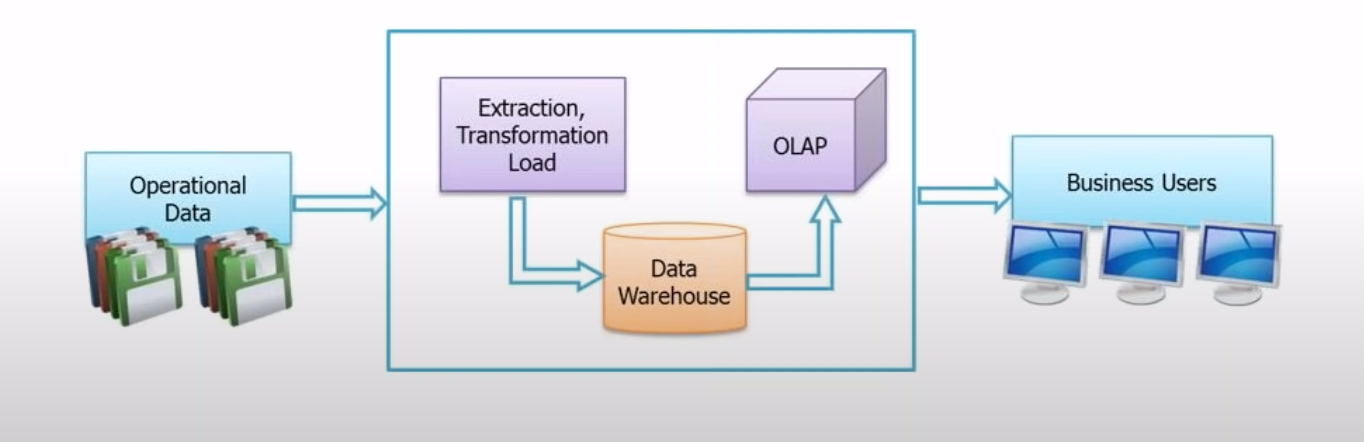 Operational
Data
Extraction,
Transformation
Load
Data
Warehouse
OLAP
Business Users